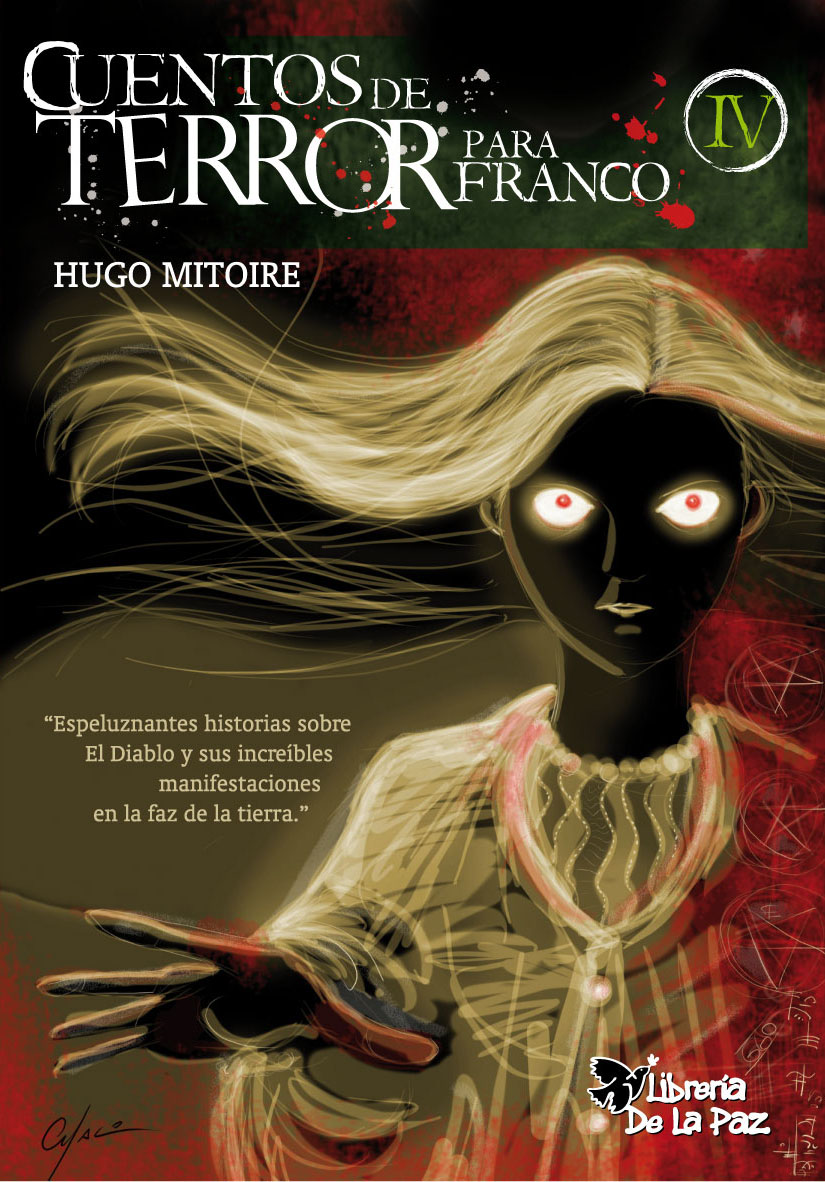 CUENTOS DE
TERROR PARA
FRANCO
IV
HUGO MITOIRE
“Espeluznantes historias sobre
El Diablo y sus increíbles
manifestaciones
en la faz de la tierra.”
Librería
De La Paz